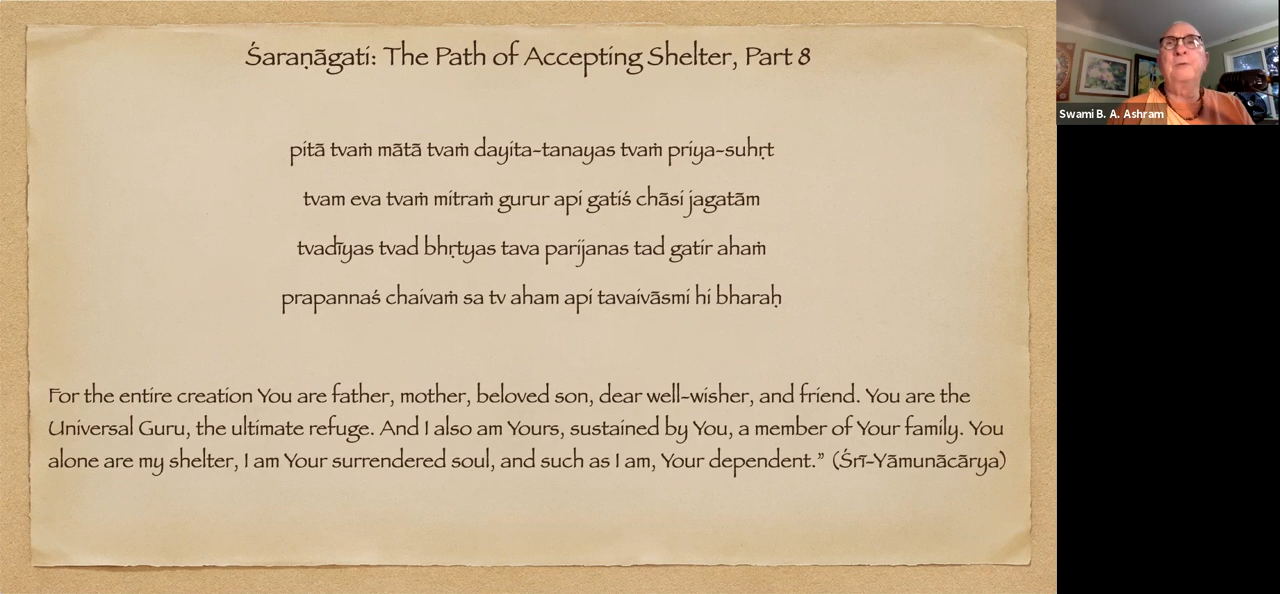 Śaraṇāgati: The Path of Accepting Shelter, Part 8
pitā tvaṁ mātā tvaṁ dayita-tanayas tvaṁ priya-suhṛt
tvam eva tvaṁ mitraṁ gurur api gatiś chāsi jagatām
tvadīyas tvad bhṛtyas tava parijanas tad gatir ahaṁ
prapannaś chaivaṁ sa tv aham api tavaivāsmi hi bharaḥ
For the entire creation You are father, mother, beloved son, dear well-wisher, and friend. You are the
Universal Guru, the ultimate refuge. And I also am Yours, sustained by You, a member of Your family. You
alone are my shelter, I am Your surrendered soul, and such as I am, Your dependent.” (Śrī-Yāmunācārya)
Swami B. A. Ashram